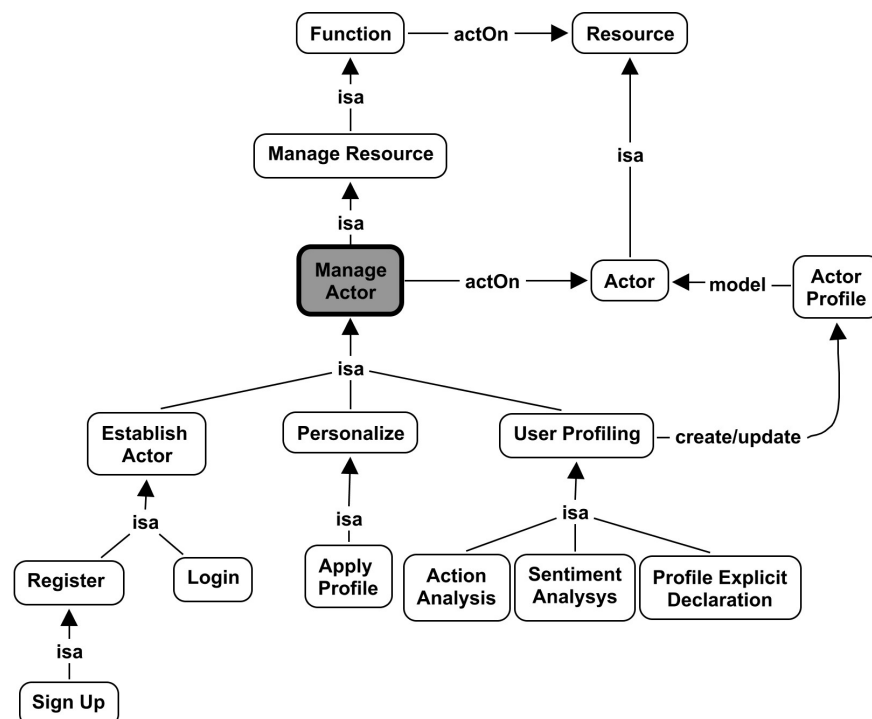 Function
actOn
Resource
isa
Manage Resource
isa
isa
Manage
Actor
actOn
Actor
model
Actor
Profile
isa
Establish
Actor
Personalize
User Profiling
create/update
isa
isa
isa
Register
Login
Apply
Profile
Action
Analysis
Sentiment
Analysys
Profile Explicit
Declaration
isa
Sign Up